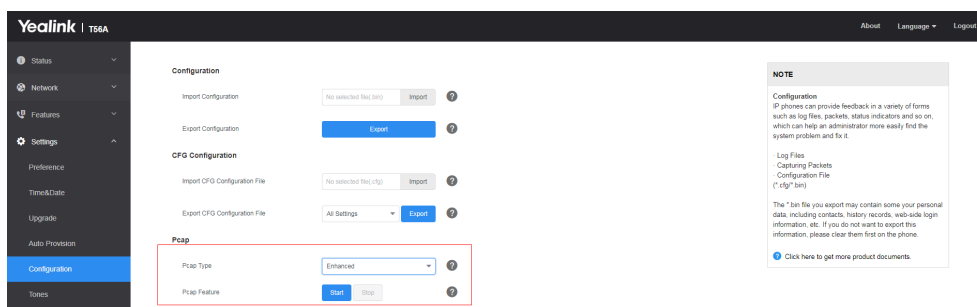 Yealink | T56A
About Language Logout
Status
Network
Features
Settings
Preference
Time&Date
Upgrade
Auto Provision
Configuration
Tones
Configuration
Import Configuration No selected file(.bin) Import ?
Export Configuration Export ?
CFG Configuration
Import CFG Configuration File No selected file(.cfg) Import ?
Export CFG Configuration File All Settings Export ?
Pcap
Pcap Type Enhanced ?
Pcap Feature Start Stop ?
NOTE
Configuration
IP phones can provide feedback in a variety of forms
such as log files, packets, status indicators and so on,
which can help an administrator more easily find the
system problem and fix it.
· Log Files
· Capturing Packets
· Configuration File
(*.cfg/*.bin)
The *.bin file you export may contain some your personal
data, including contacts, history records, web-side login
information, etc. If you do not want to export this
information, please clear them first on the phone.
? Click here to get more product documents.